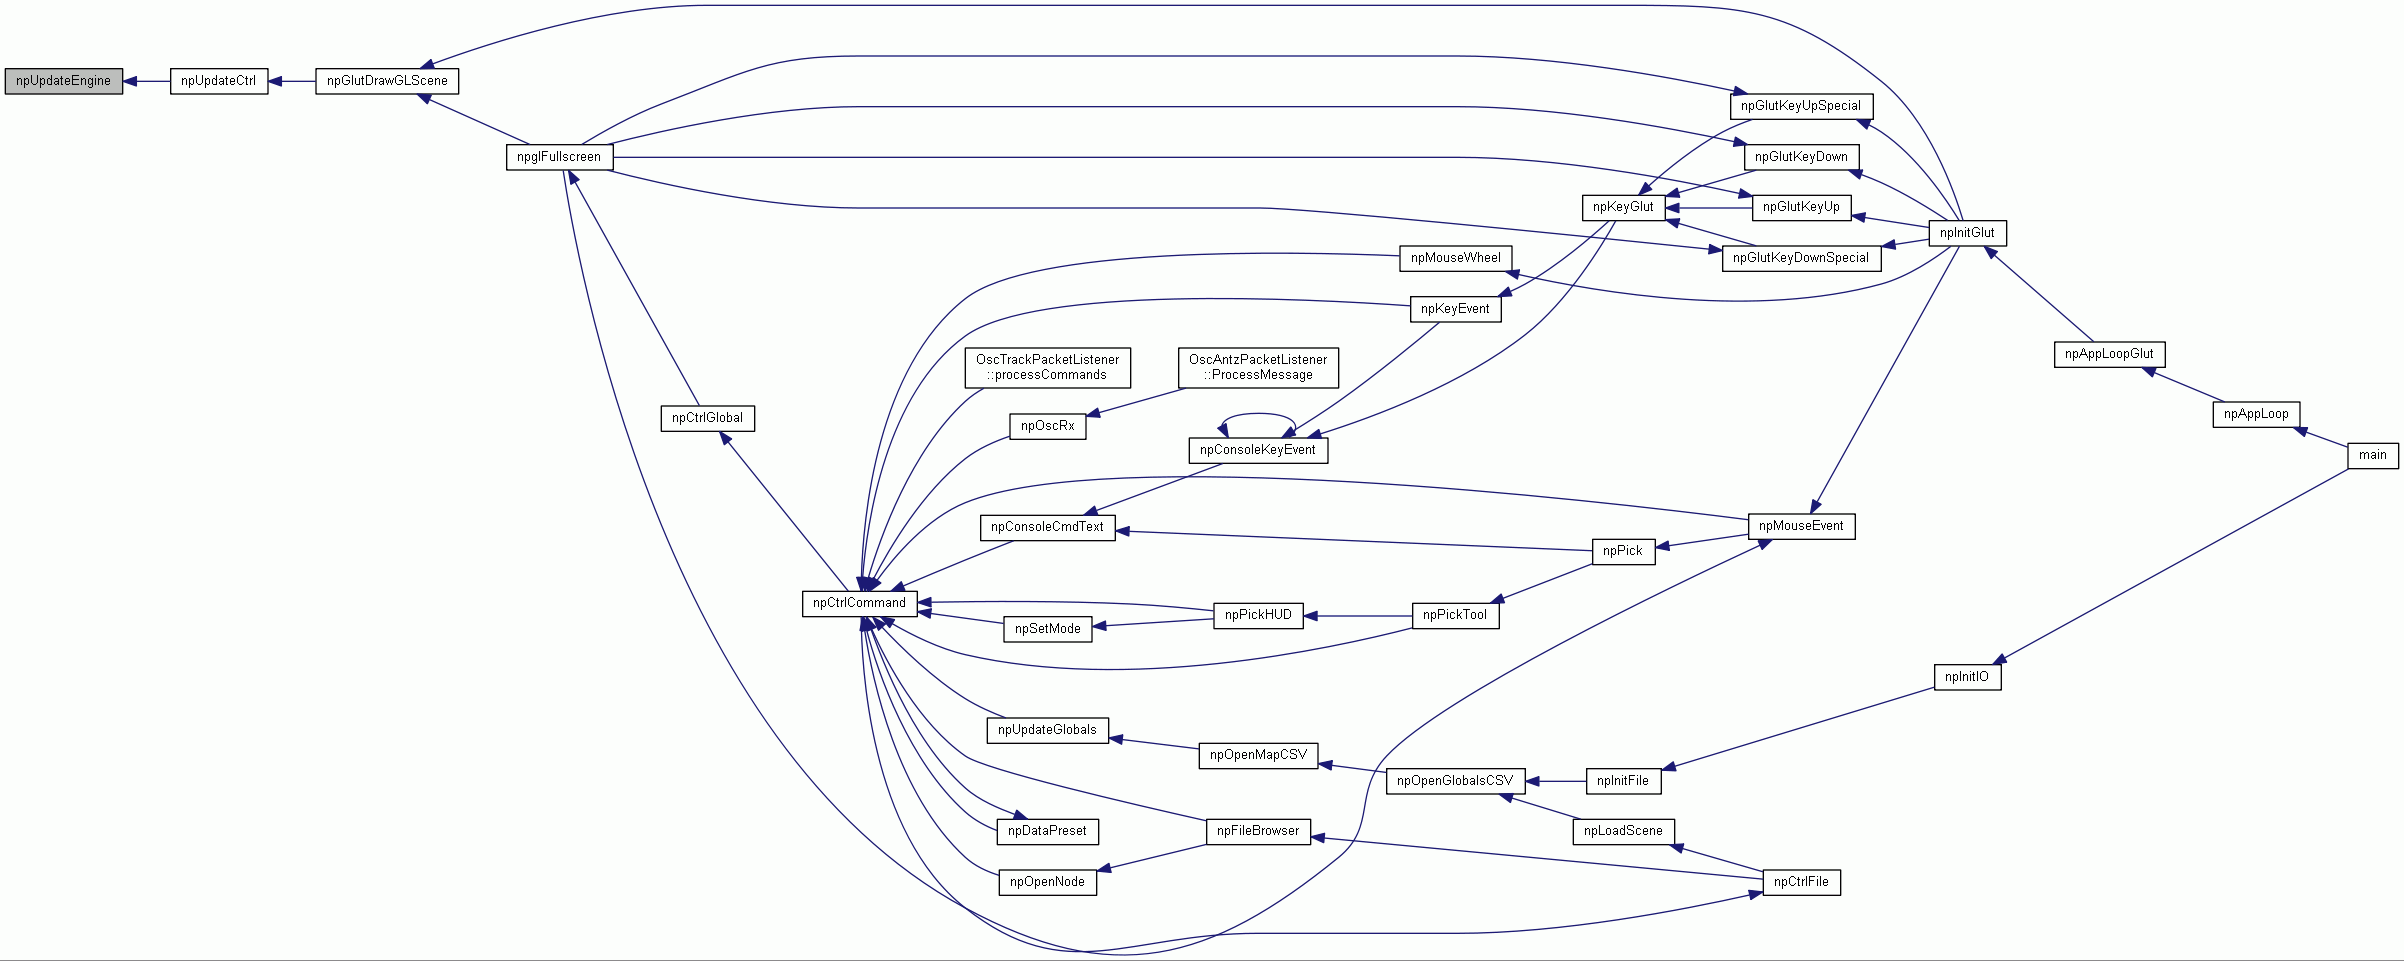 npUpdateEngine
npUpdateCtrl
npGlutDrawGLScene
npglFullscreen
npGlutKeyUpSpecial
npGlutKeyDown
npKeyGlut
npGlutKeyUp
npInitGlut
npMouseWheel
npGlutKeyDownSpecial
npKeyEvent
OscTrackPacketListener
::processCommands
OscAntzPacketListener
::ProcessMessage
npAppLoopGlut
npCtrlGlobal
npOscRx
npAppLoop
npConsoleKeyEvent
main
npConsoleCmdText
npMouseEvent
npPick
npCtrlCommand
npPickHUD
npPickTool
npSetMode
npInitIO
npUpdateGlobals
npOpenMapCSV
npOpenGlobalsCSV
npInitFile
npDataPreset
npFileBrowser
npLoadScene
npOpenNode
npCtrlFile